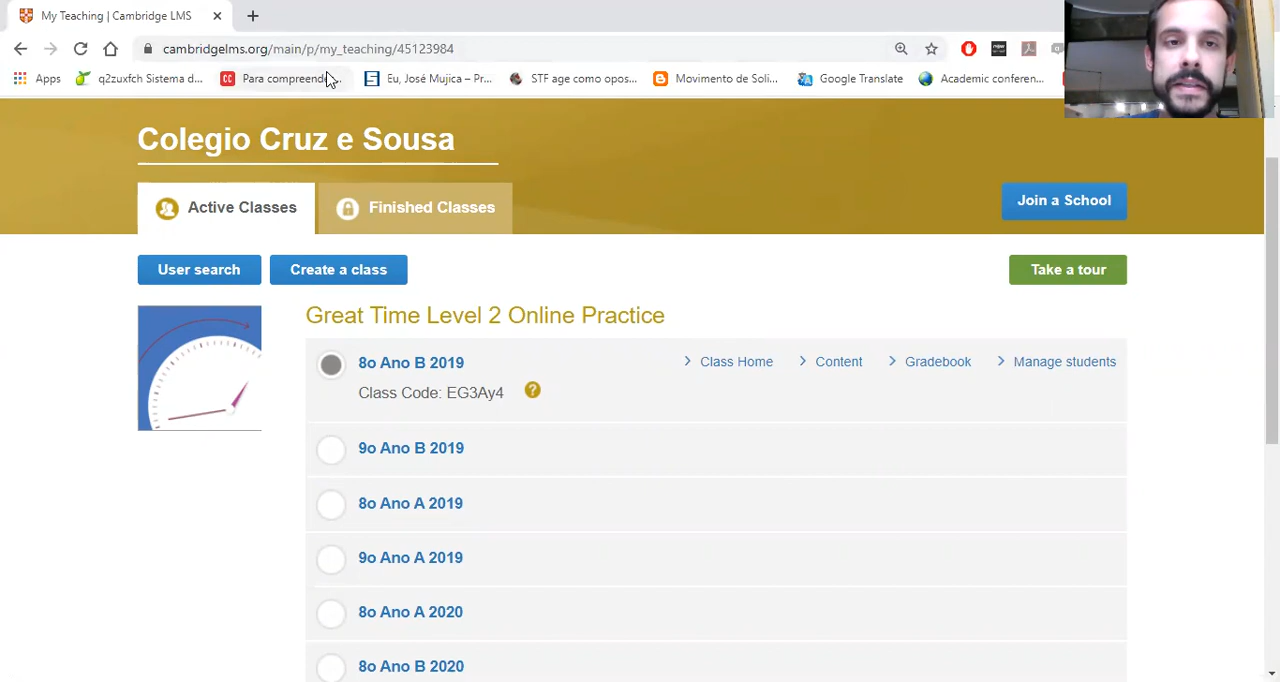 My Teaching | Cambridge LMS
cambridgelms.org/main/p/my_teaching/45123984
Apps q2zuxfch Sistema d... Para compreende... Eu, José Mujica – Pr... STF age como opos... Movimento de Soli... Google Translate Academic conferen...
Colegio Cruz e Sousa
Active Classes Finished Classes Join a School
User search Create a class Take a tour
Great Time Level 2 Online Practice
8o Ano B 2019 Class Home Content Gradebook Manage students
Class Code: EG3Ay4 ?
9o Ano B 2019
8o Ano A 2019
9o Ano A 2019
8o Ano A 2020
8o Ano B 2020